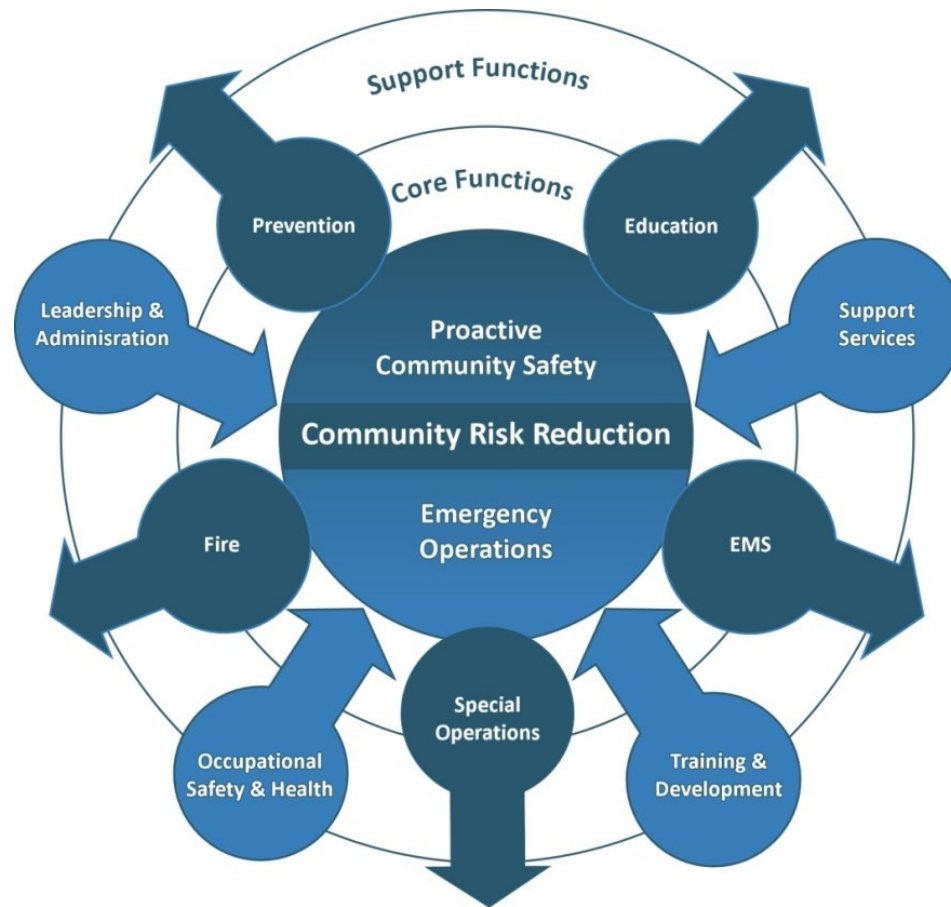 Support Functions
Core Functions
Prevention
Education
Leadership &
Adminisration
Support
Services
Proactive
Community Safety
Community Risk Reduction
Emergency
Operations
Fire
EMS
Special
Operations
Occupational
Safety & Health
Training &
Development